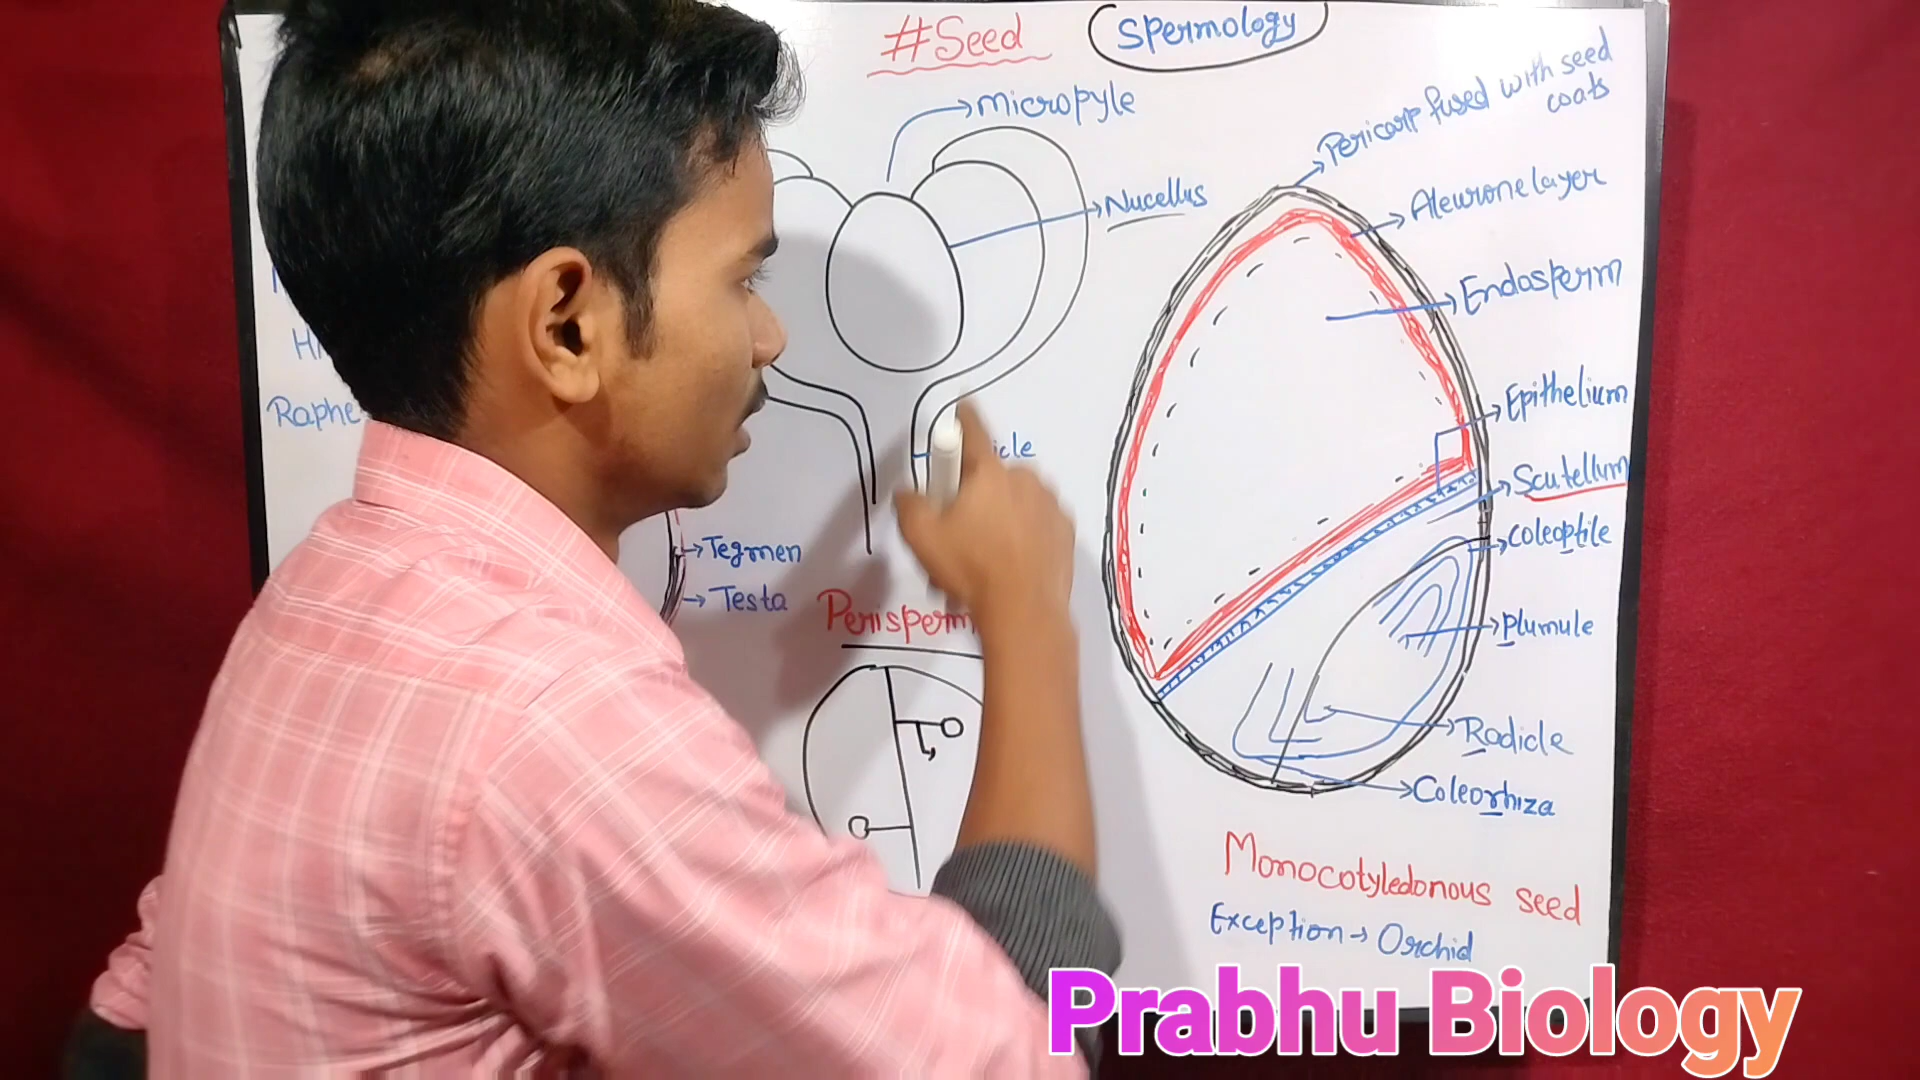 #Seed
Spermology
Micropyle
Pericarp fused with seed
coats
Nucellus
Aleurone layer
Endosperm
Epithelium
Raphe
Scutellum
Coleoptile
Tegmen
Testa
Perisperm
Plumule
Radicle
Coleorhiza
Monocotyledonous seed
Exception → Orchid
Prabhu Biology